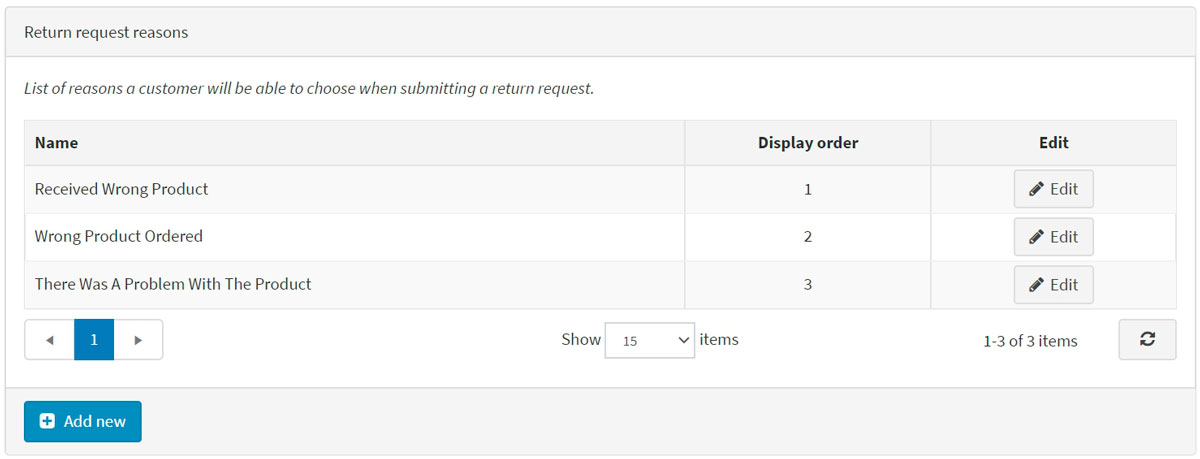 Return request reasons
List of reasons a customer will be able to choose when submitting a return request.
Name Display order Edit
Received Wrong Product 1 Edit
Wrong Product Ordered 2 Edit
There Was A Problem With The Product 3 Edit
1 Show 15 items 1-3 of 3 items
Add new